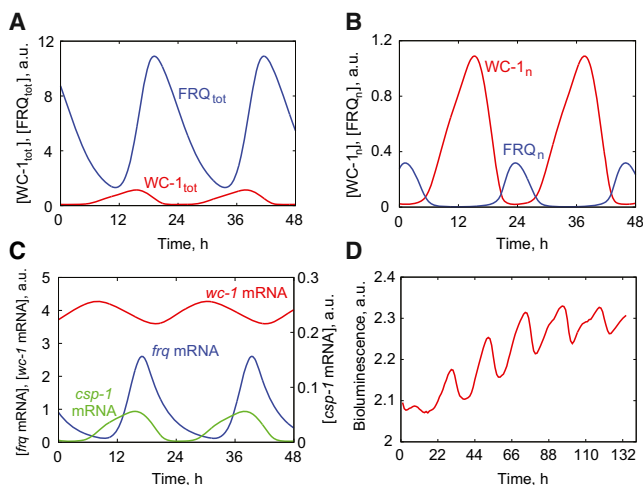 A
[WC-1tot], [FRQtot], a.u.
12
9
6
3
0
FRQtot
WC-1tot
0 12 24 36 48
Time, h
B
[WC-1n], [FRQn], a.u.
1.2
0.8
0.4
0
WC-1n
FRQn
0 12 24 36 48
Time, h
C
[frq mRNA], [wc-1 mRNA], a.u.
5
4
3
2
1
0
wc-1 mRNA
frq mRNA
csp-1
mRNA
0.3
0.2
0.1
0
[csp-1 mRNA], a.u.
0 12 24 36 48
Time, h
D
Bioluminescence, a.u.
2.4
2.3
2.2
2.1
2
0 22 44 66 88 110 132
Time, h